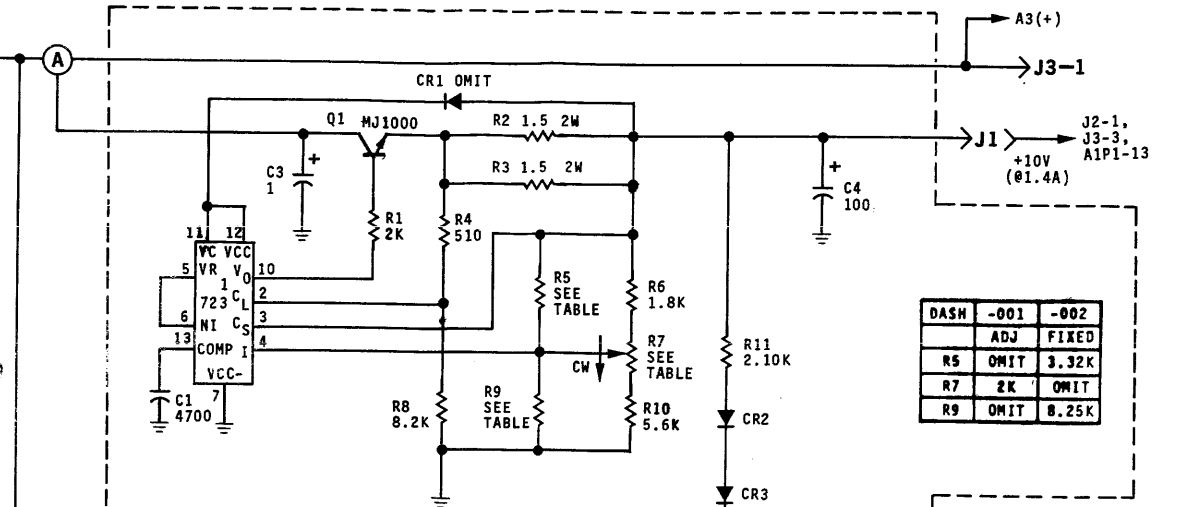 A3(+)
A
J3-1
CR1 OMIT
Q1
MJ1000
R2 1.5 2W
J1
J2-1,
J3-3,
A1P1-13
+10V
(@1.4A)
+
C3
1
R3 1.5 2W
+
C4
100
R1
2K
R4
510
11
12
VC VCC
5
VR
VO
10
1
723
CL
2
6
NI
CS
3
13
COMP
I
4
VCC-
7
C1
4700
R5
SEE
TABLE
R6
1.8K
R7
SEE
TABLE
CW
R8
8.2K
R9
SEE
TABLE
R10
5.6K
R11
2.10K
CR2
CR3
DASH -001 -002
ADJ FIXED
R5 OMIT 3.32K
R7 2K OMIT
R9 OMIT 8.25K